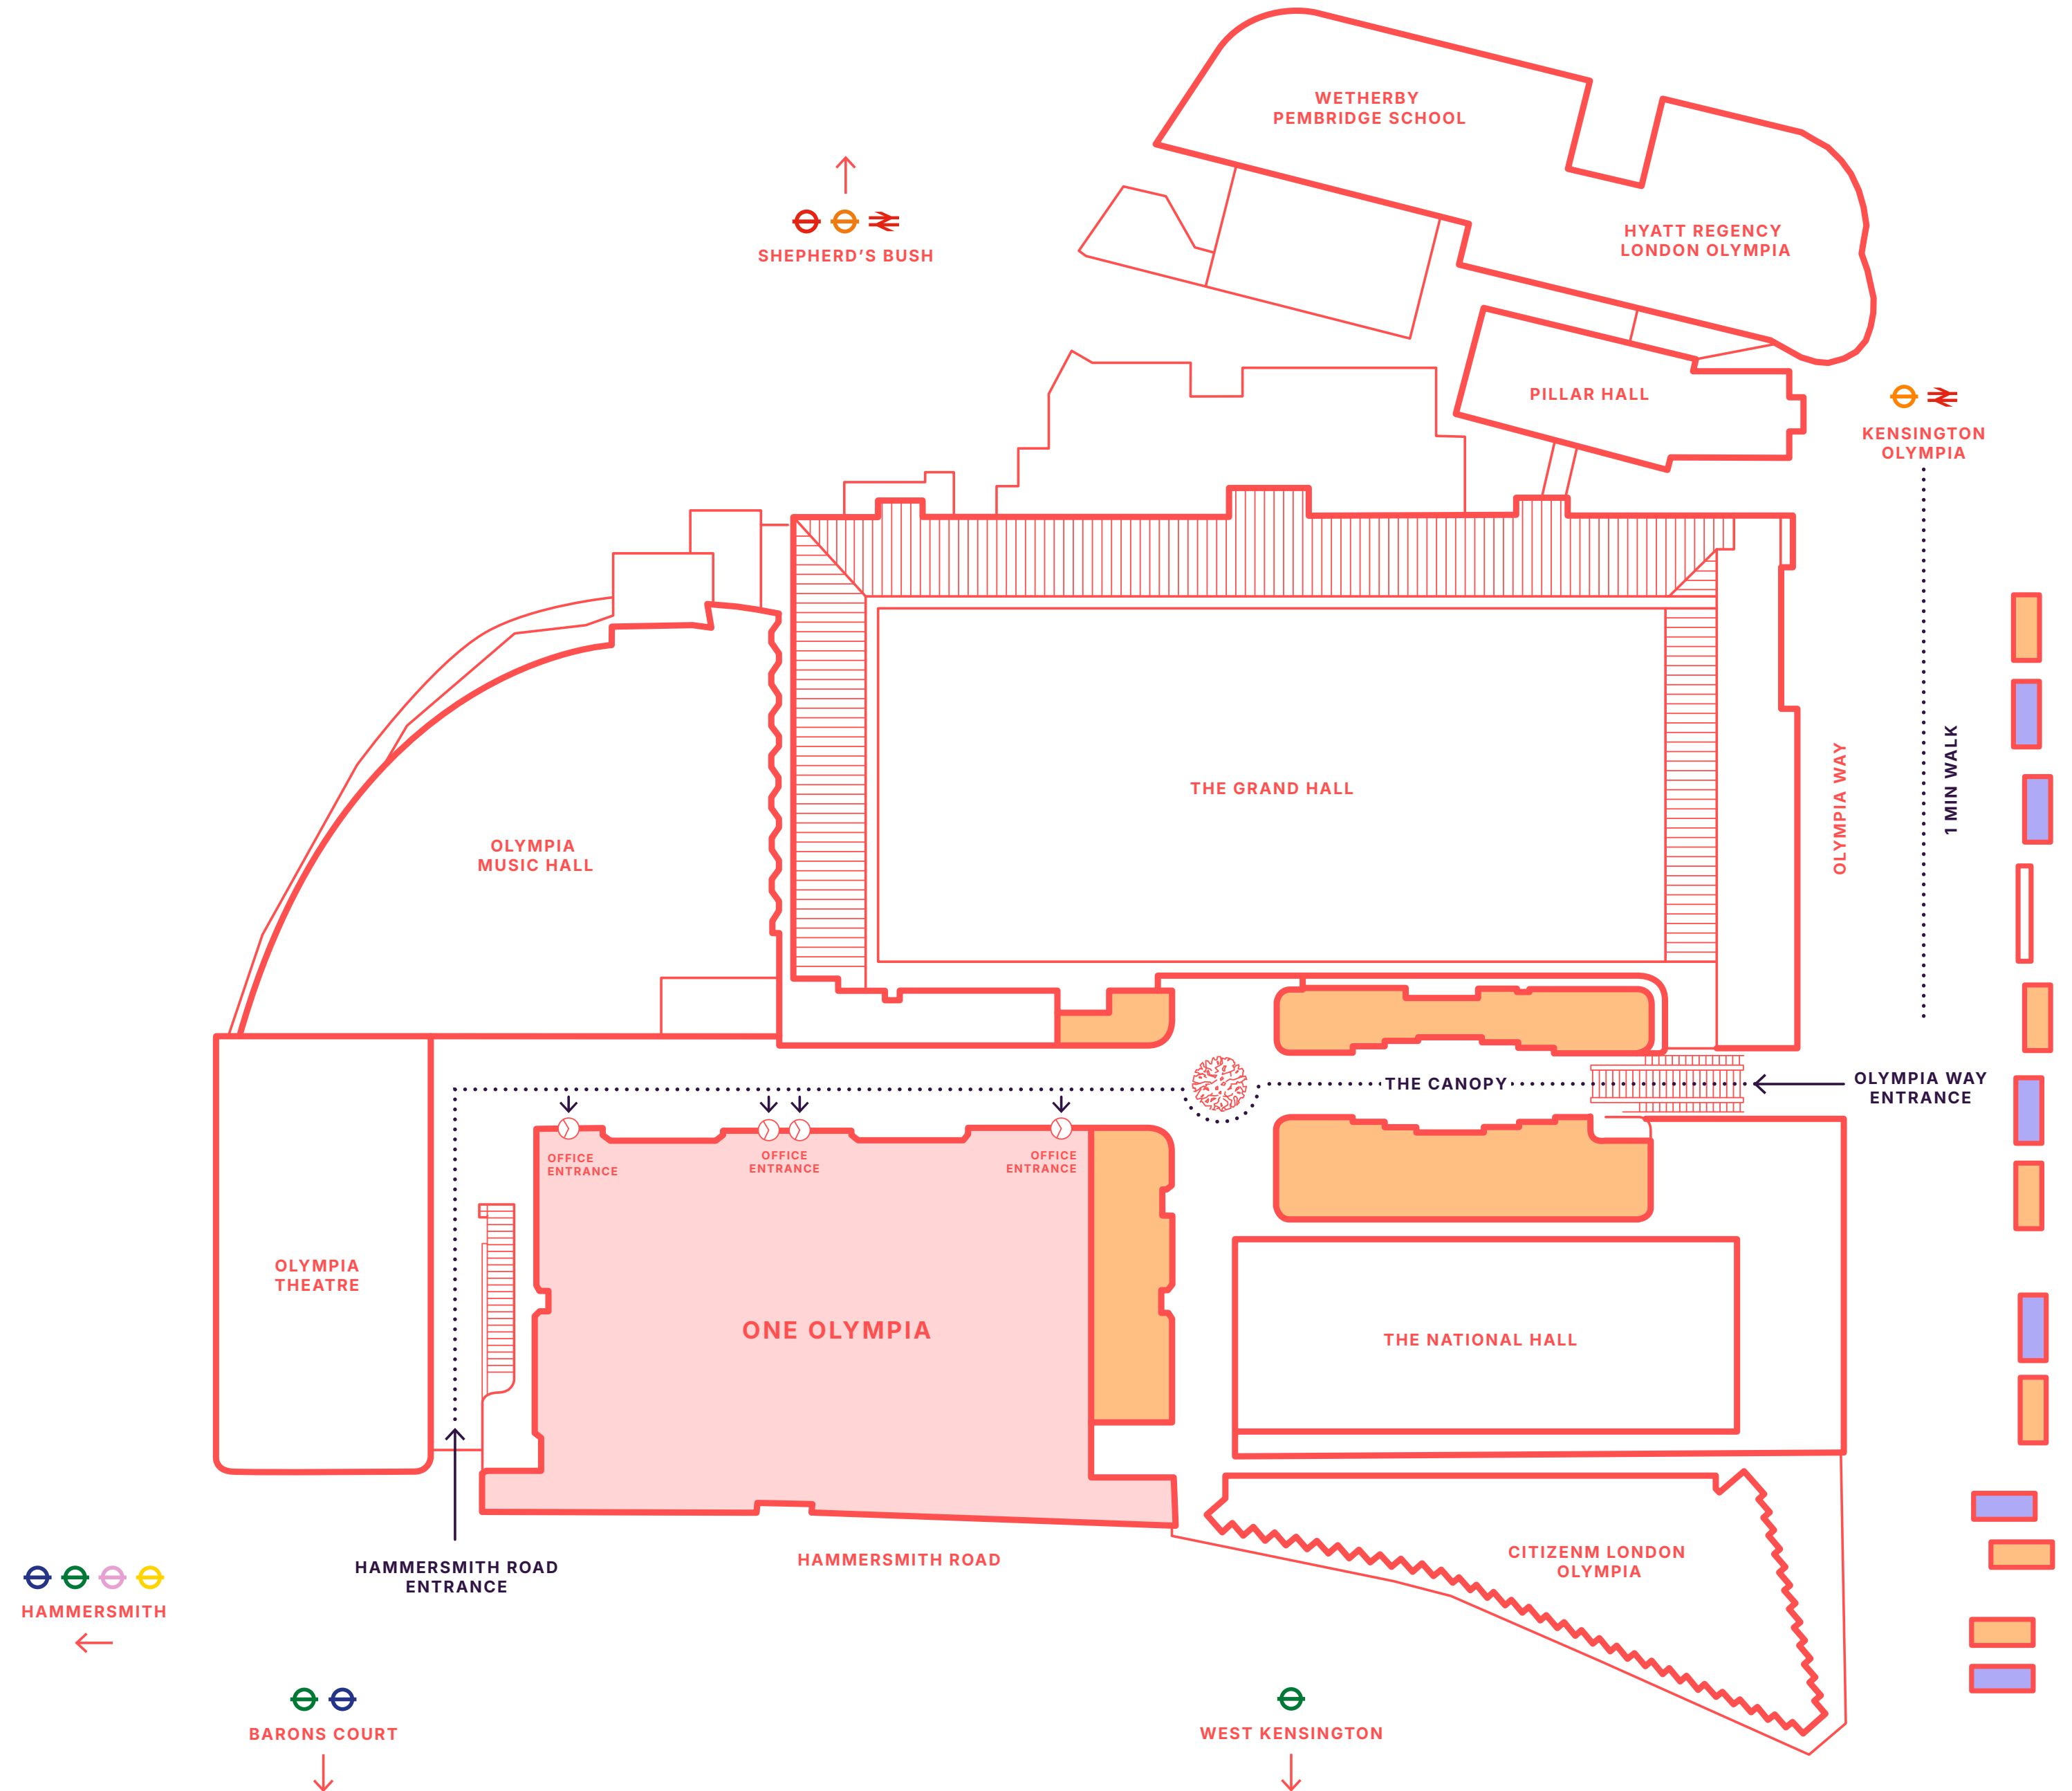 WETHERBY
PEMBRIDGE SCHOOL
HYATT REGENCY
LONDON OLYMPIA
SHEPHERD’S BUSH
PILLAR HALL
KENSINGTON
OLYMPIA
THE GRAND HALL
OLYMPIA WAY
1 MIN WALK
OLYMPIA
MUSIC HALL
THE CANOPY
OLYMPIA WAY
ENTRANCE
OFFICE
ENTRANCE
OFFICE
ENTRANCE
OFFICE
ENTRANCE
OLYMPIA
THEATRE
ONE OLYMPIA
THE NATIONAL HALL
HAMMERSMITH ROAD
ENTRANCE
HAMMERSMITH ROAD
CITIZENM LONDON
OLYMPIA
HAMMERSMITH
BARONS COURT
WEST KENSINGTON